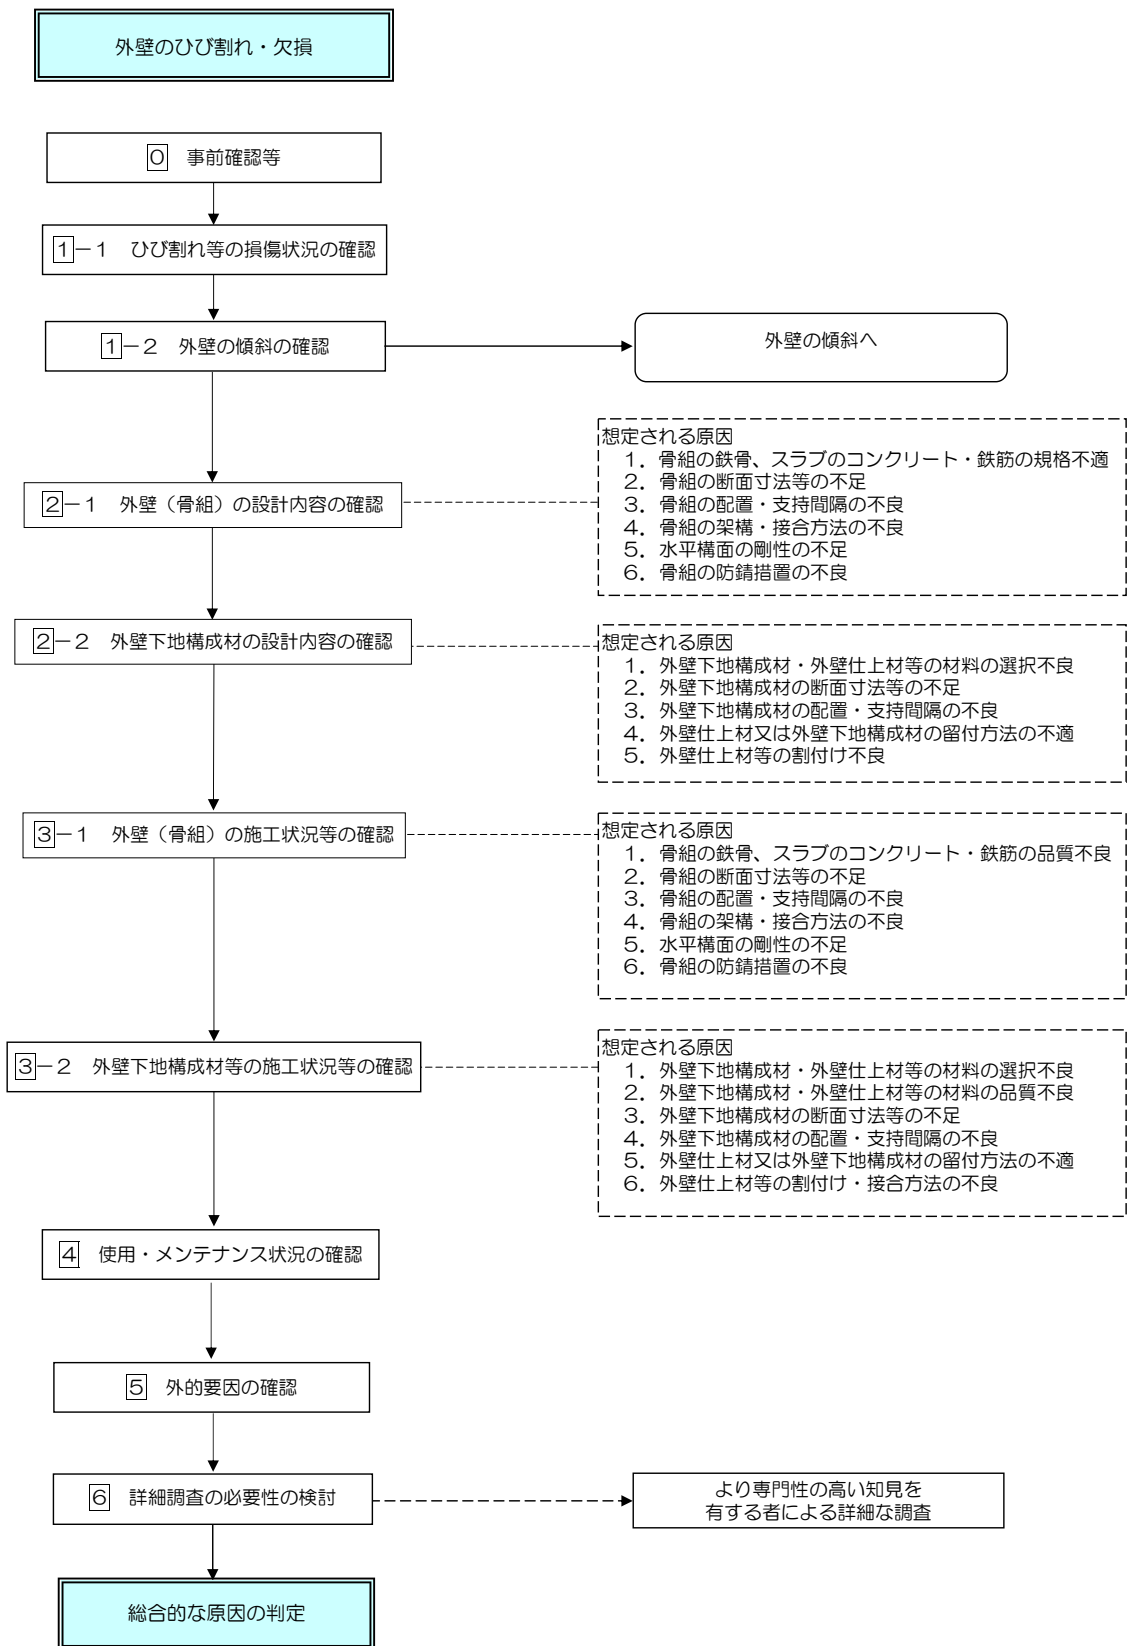 外壁のひび割れ・欠損
0 事前確認等
1－1 ひび割れ等の損傷状況の確認
1－2 外壁の傾斜の確認
外壁の傾斜へ
2－1 外壁（骨組）の設計内容の確認
想定される原因
1．骨組の鉄骨、スラブのコンクリート・鉄筋の規格不適
2．骨組の断面寸法等の不足
3．骨組の配置・支持間隔の不良
4．骨組の架構・接合方法の不良
5．水平構面の剛性の不足
6．骨組の防錆措置の不良
2－2 外壁下地構成材の設計内容の確認
想定される原因
1．外壁下地構成材・外壁仕上材等の材料の選択不良
2．外壁下地構成材の断面寸法等の不足
3．外壁下地構成材の配置・支持間隔の不良
4．外壁仕上材又は外壁下地構成材の留付方法の不適
5．外壁仕上材等の割付け不良
3－1 外壁（骨組）の施工状況等の確認
想定される原因
1．骨組の鉄骨、スラブのコンクリート・鉄筋の品質不良
2．骨組の断面寸法等の不足
3．骨組の配置・支持間隔の不良
4．骨組の架構・接合方法の不良
5．水平構面の剛性の不足
6．骨組の防錆措置の不良
3－2 外壁下地構成材等の施工状況等の確認
想定される原因
1．外壁下地構成材・外壁仕上材等の材料の選択不良
2．外壁下地構成材・外壁仕上材等の材料の品質不良
3．外壁下地構成材の断面寸法等の不足
4．外壁下地構成材の配置・支持間隔の不良
5．外壁仕上材又は外壁下地構成材の留付方法の不適
6．外壁仕上材等の割付け・接合方法の不良
4 使用・メンテナンス状況の確認
5 外的要因の確認
6 詳細調査の必要性の検討
より専門性の高い知見を
有する者による詳細な調査
総合的な原因の判定